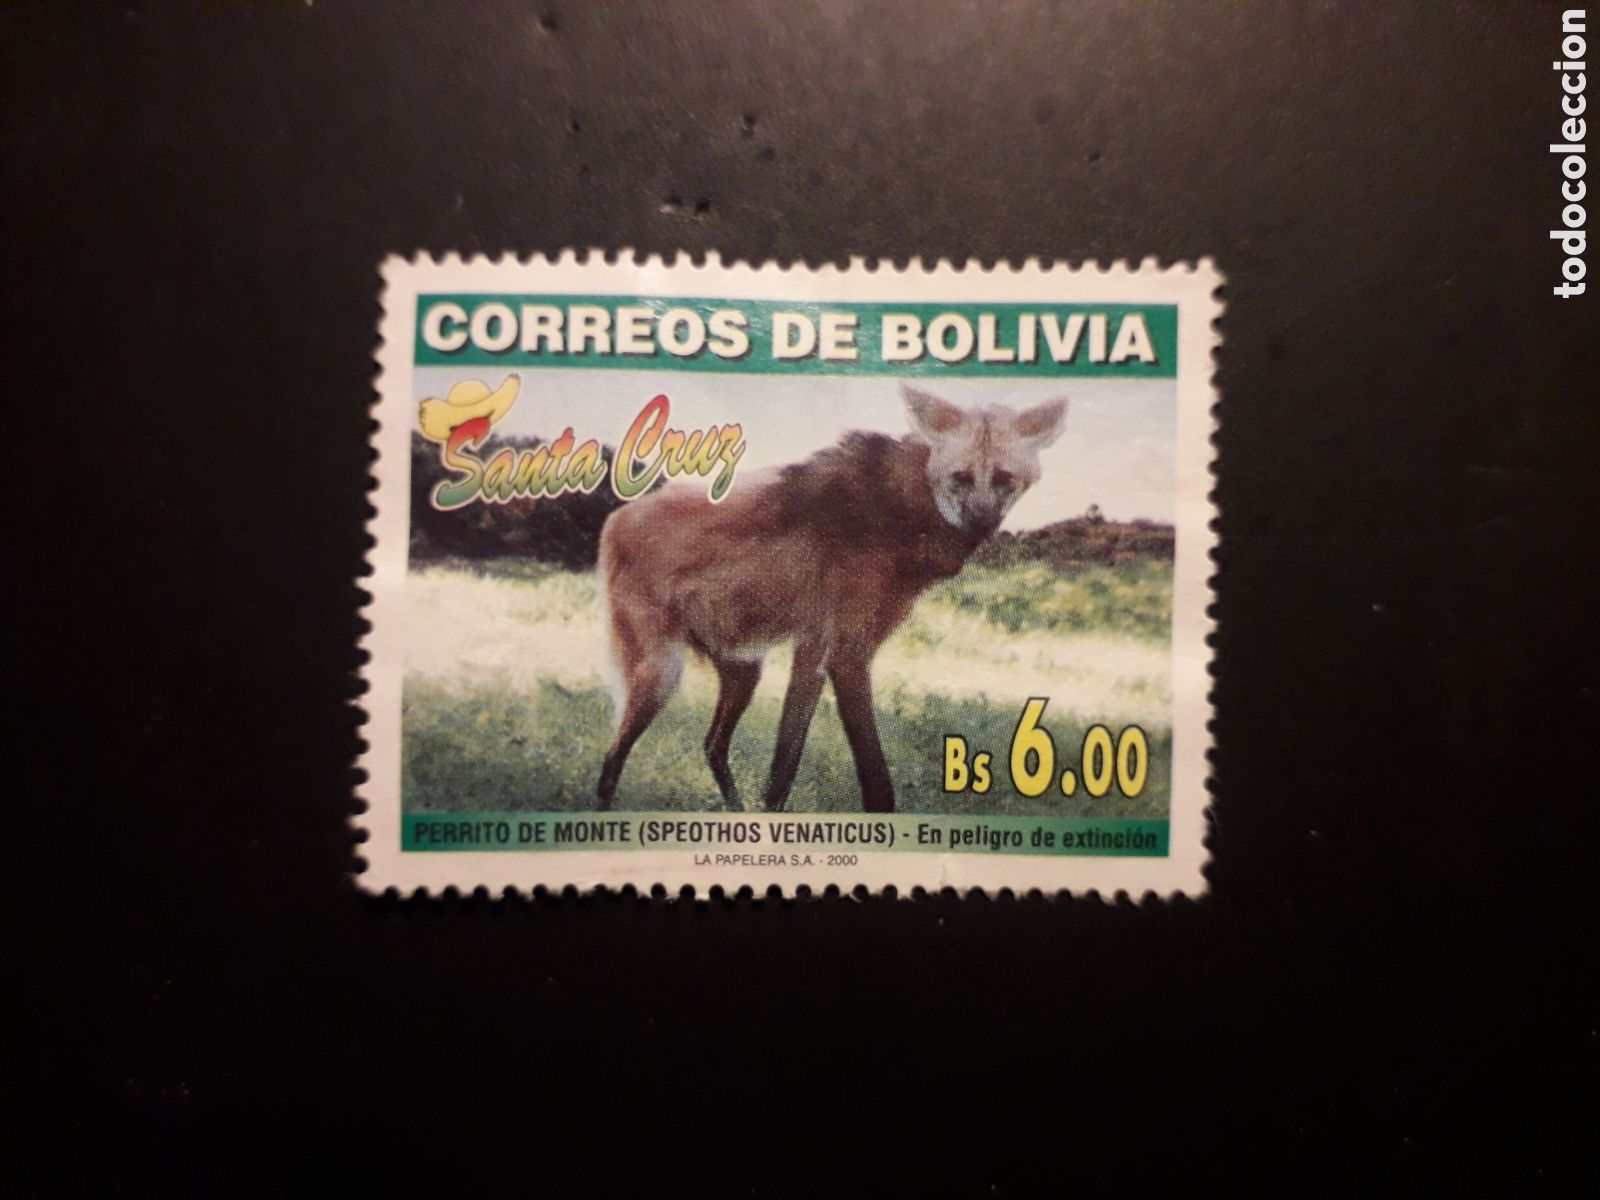 CORREOS DE BOLIVIA
Santa Cruz
Bs 6.00
PERRITO DE MONTE (SPEOTHOS VENATICUS) - En peligro de extinción
LA PAPELERA S.A. - 2000
todocoleccion